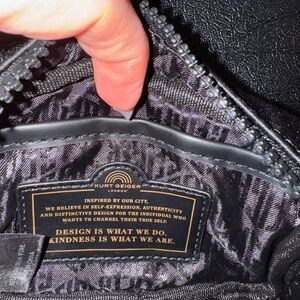 KURT GEIGER
LONDON
INSPIRED BY OUR CITY,
WE BELIEVE IN SELF-EXPRESSION, AUTHENTICITY
AND DISTINCTIVE DESIGN FOR THE INDIVIDUAL WHO
WANTS TO CHANNEL THEIR TRUE SELF.
DESIGN IS WHAT WE DO,
KINDNESS IS WHAT WE ARE.